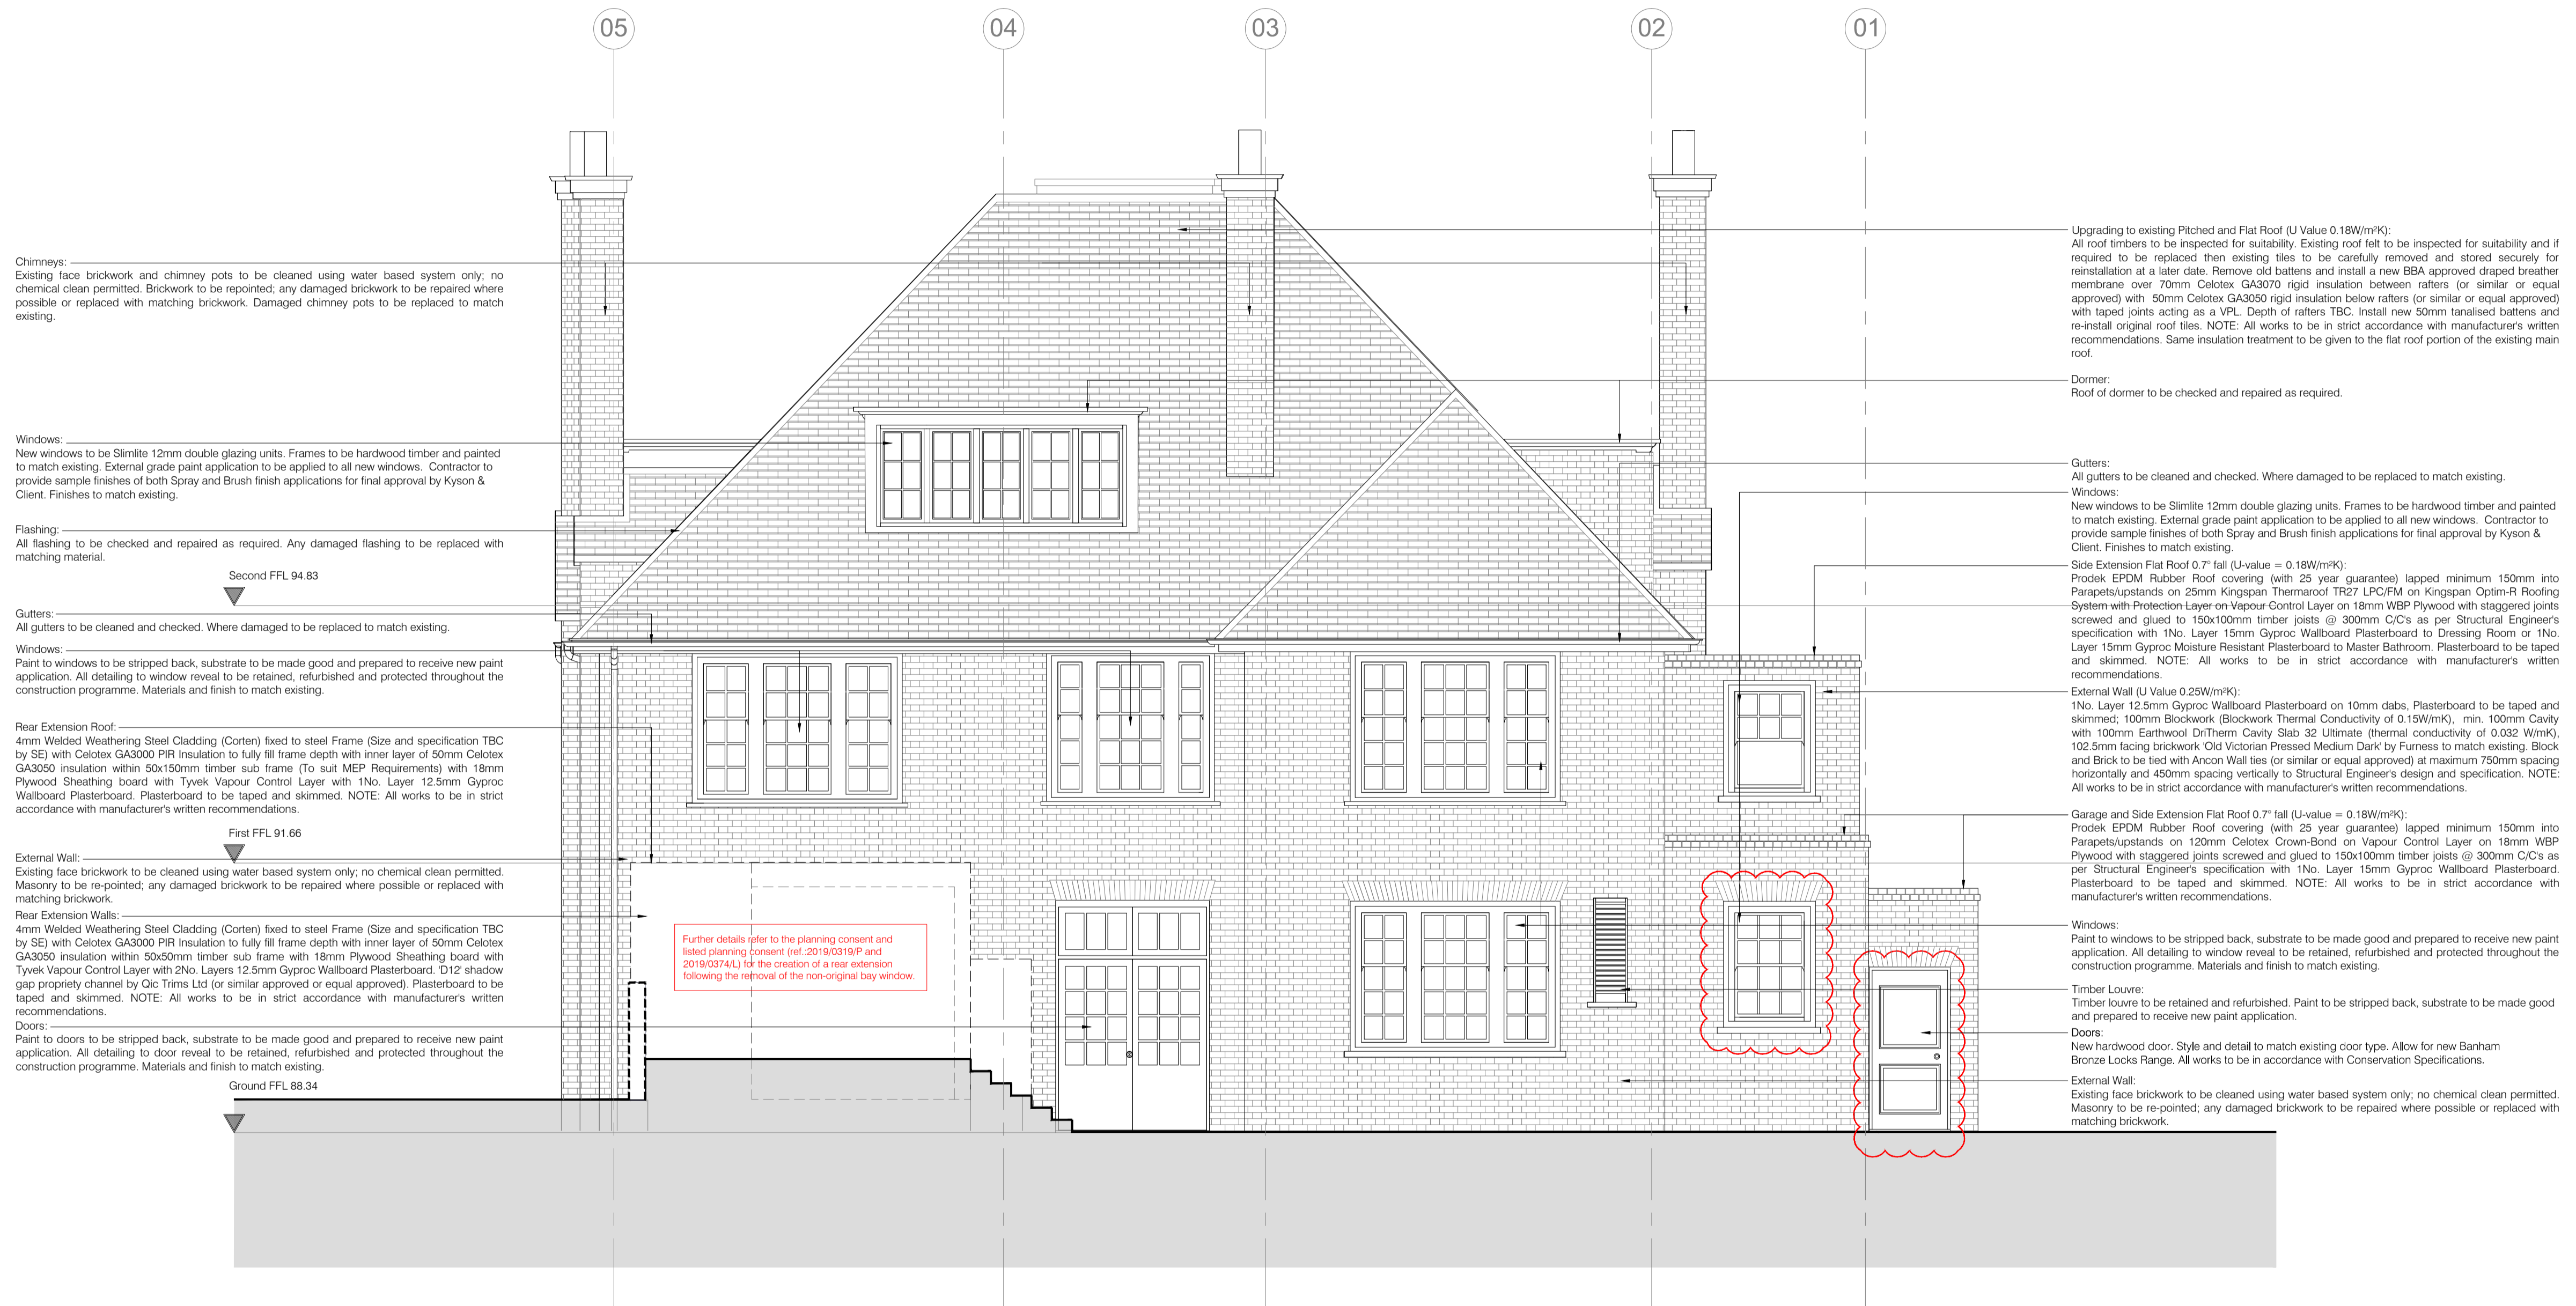 05
04
03
02
01
Chimneys:
Existing face brickwork and chimney pots to be cleaned using water based system only; no
chemical clean permitted. Brickwork to be repointed; any damaged brickwork to be repaired where
possible or replaced with matching brickwork. Damaged chimney pots to be replaced to match
existing.
Windows:
New windows to be Slimlite 12mm double glazing units. Frames to be hardwood timber and painted
to match existing. External grade paint application to be applied to all new windows. Contractor to
provide sample finishes of both Spray and Brush finish applications for final approval by Kyson &
Client. Finishes to match existing.
Flashing:
All flashing to be checked and repaired as required. Any damaged flashing to be replaced with
matching material.
Second FFL 94.83
Gutters:
All gutters to be cleaned and checked. Where damaged to be replaced to match existing.
Windows:
Paint to windows to be stripped back, substrate to be made good and prepared to receive new paint
application. All detailing to window reveal to be retained, refurbished and protected throughout the
construction programme. Materials and finish to match existing.
Rear Extension Roof:
4mm Welded Weathering Steel Cladding (Corten) fixed to steel Frame (Size and specification TBC
by SE) with Celotex GA3000 PIR Insulation to fully fill frame depth with inner layer of 50mm Celotex
GA3050 insulation within 50x150mm timber sub frame (To suit MEP Requirements) with 18mm
Plywood Sheathing board with Tyvek Vapour Control Layer with 1No. Layer 12.5mm Gyproc
Wallboard Plasterboard. Plasterboard to be taped and skimmed. NOTE: All works to be in strict
accordance with manufacturer's written recommendations.
First FFL 91.66
External Wall:
Existing face brickwork to be cleaned using water based system only; no chemical clean permitted.
Masonry to be re-pointed; any damaged brickwork to be repaired where possible or replaced with
matching brickwork.
Rear Extension Walls:
4mm Welded Weathering Steel Cladding (Corten) fixed to steel Frame (Size and specification TBC
by SE) with Celotex GA3000 PIR Insulation to fully fill frame depth with inner layer of 50mm Celotex
GA3050 insulation within 50x50mm timber sub frame with 18mm Plywood Sheathing board with
Tyvek Vapour Control Layer with 2No. Layers 12.5mm Gyproc Wallboard Plasterboard. 'D12' shadow
gap propriety channel by Qic Trims Ltd (or similar approved or equal approved). Plasterboard to be
taped and skimmed. NOTE: All works to be in strict accordance with manufacturer's written
recommendations.
Doors:
Paint to doors to be stripped back, substrate to be made good and prepared to receive new paint
application. All detailing to door reveal to be retained, refurbished and protected throughout the
construction programme. Materials and finish to match existing.
Ground FFL 88.34
Further details refer to the planning consent and
listed planning consent (ref.:2019/0319/P and
2019/0374/L) for the creation of a rear extension
following the removal of the non-original bay window.
Upgrading to existing Pitched and Flat Roof (U Value 0.18W/m²K):
All roof timbers to be inspected for suitability. Existing roof felt to be inspected for suitability and if
required to be replaced then existing tiles to be carefully removed and stored securely for
reinstallation at a later date. Remove old battens and install a new BBA approved draped breather
membrane over 70mm Celotex GA3070 rigid insulation between rafters (or similar or equal
approved) with 50mm Celotex GA3050 rigid insulation below rafters (or similar or equal approved)
with taped joints acting as a VPL. Depth of rafters TBC. Install new 50mm tanalised battens and
re-install original roof tiles. NOTE: All works to be in strict accordance with manufacturer's written
recommendations. Same insulation treatment to be given to the flat roof portion of the existing main
roof.
Dormer:
Roof of dormer to be checked and repaired as required.
Gutters:
All gutters to be cleaned and checked. Where damaged to be replaced to match existing.
Windows:
New windows to be Slimlite 12mm double glazing units. Frames to be hardwood timber and painted
to match existing. External grade paint application to be applied to all new windows. Contractor to
provide sample finishes of both Spray and Brush finish applications for final approval by Kyson &
Client. Finishes to match existing.
Side Extension Flat Roof 0.7° fall (U-value = 0.18W/m²K):
Prodek EPDM Rubber Roof covering (with 25 year guarantee) lapped minimum 150mm into
Parapets/upstands on 25mm Kingspan Thermaroof TR27 LPC/FM on Kingspan Optim-R Roofing
System with Protection Layer on Vapour Control Layer on 18mm WBP Plywood with staggered joints
screwed and glued to 150x100mm timber joists @ 300mm C/C's as per Structural Engineer's
specification with 1No. Layer 15mm Gyproc Wallboard Plasterboard to Dressing Room or 1No.
Layer 15mm Gyproc Moisture Resistant Plasterboard to Master Bathroom. Plasterboard to be taped
and skimmed. NOTE: All works to be in strict accordance with manufacturer's written
recommendations.
External Wall (U Value 0.25W/m²K):
1No. Layer 12.5mm Gyproc Wallboard Plasterboard on 10mm dabs, Plasterboard to be taped and
skimmed; 100mm Blockwork (Blockwork Thermal Conductivity of 0.15W/mK), min. 100mm Cavity
with 100mm Earthwool DriTherm Cavity Slab 32 Ultimate (thermal conductivity of 0.032 W/mK),
102.5mm facing brickwork 'Old Victorian Pressed Medium Dark' by Furness to match existing. Block
and Brick to be tied with Ancon Wall ties (or similar or equal approved) at maximum 750mm spacing
horizontally and 450mm spacing vertically to Structural Engineer's design and specification. NOTE:
All works to be in strict accordance with manufacturer's written recommendations.
Garage and Side Extension Flat Roof 0.7° fall (U-value = 0.18W/m²K):
Prodek EPDM Rubber Roof covering (with 25 year guarantee) lapped minimum 150mm into
Parapets/upstands on 120mm Celotex Crown-Bond on Vapour Control Layer on 18mm WBP
Plywood with staggered joints screwed and glued to 150x100mm timber joists @ 300mm C/C's as
per Structural Engineer's specification with 1No. Layer 15mm Gyproc Wallboard Plasterboard.
Plasterboard to be taped and skimmed. NOTE: All works to be in strict accordance with
manufacturer's written recommendations.
Windows:
Paint to windows to be stripped back, substrate to be made good and prepared to receive new paint
application. All detailing to window reveal to be retained, refurbished and protected throughout the
construction programme. Materials and finish to match existing.
Timber Louvre:
Timber louvre to be retained and refurbished. Paint to be stripped back, substrate to be made good
and prepared to receive new paint application.
Doors:
New hardwood door. Style and detail to match existing door type. Allow for new Banham
Bronze Locks Range. All works to be in accordance with Conservation Specifications.
External Wall:
Existing face brickwork to be cleaned using water based system only; no chemical clean permitted.
Masonry to be re-pointed; any damaged brickwork to be repaired where possible or replaced with
matching brickwork.